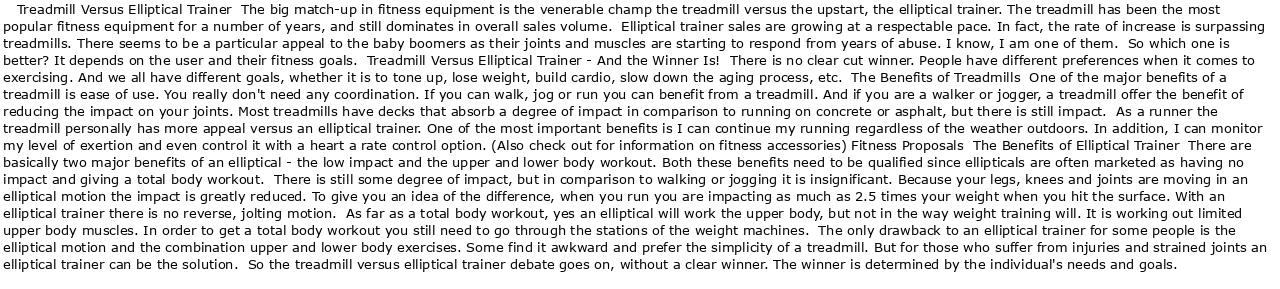 Treadmill Versus Elliptical Trainer  The big match-up in fitness equipment is the venerable champ the treadmill versus the upstart, the elliptical trainer. The treadmill has been the most
popular fitness equipment for a number of years, and still dominates in overall sales volume.  Elliptical trainer sales are growing at a respectable pace. In fact, the rate of increase is surpassing
treadmills. There seems to be a particular appeal to the baby boomers as their joints and muscles are starting to respond from years of abuse. I know, I am one of them.  So which one is
better? It depends on the user and their fitness goals.  Treadmill Versus Elliptical Trainer - And the Winner Is!  There is no clear cut winner. People have different preferences when it comes to
exercising. And we all have different goals, whether it is to tone up, lose weight, build cardio, slow down the aging process, etc.  The Benefits of Treadmills  One of the major benefits of a
treadmill is ease of use. You really don't need any coordination. If you can walk, jog or run you can benefit from a treadmill. And if you are a walker or jogger, a treadmill offer the benefit of
reducing the impact on your joints. Most treadmills have decks that absorb a degree of impact in comparison to running on concrete or asphalt, but there is still impact.  As a runner the
treadmill personally has more appeal versus an elliptical trainer. One of the most important benefits is I can continue my running regardless of the weather outdoors. In addition, I can monitor
my level of exertion and even control it with a heart a rate control option. (Also check out for information on fitness accessories) Fitness Proposals  The Benefits of Elliptical Trainer  There are
basically two major benefits of an elliptical - the low impact and the upper and lower body workout. Both these benefits need to be qualified since ellipticals are often marketed as having no
impact and giving a total body workout.  There is still some degree of impact, but in comparison to walking or jogging it is insignificant. Because your legs, knees and joints are moving in an
elliptical motion the impact is greatly reduced. To give you an idea of the difference, when you run you are impacting as much as 2.5 times your weight when you hit the surface. With an
elliptical trainer there is no reverse, jolting motion.  As far as a total body workout, yes an elliptical will work the upper body, but not in the way weight training will. It is working out limited
upper body muscles. In order to get a total body workout you still need to go through the stations of the weight machines.  The only drawback to an elliptical trainer for some people is the
elliptical motion and the combination upper and lower body exercises. Some find it awkward and prefer the simplicity of a treadmill. But for those who suffer from injuries and strained joints an
elliptical trainer can be the solution.  So the treadmill versus elliptical trainer debate goes on, without a clear winner. The winner is determined by the individual's needs and goals.